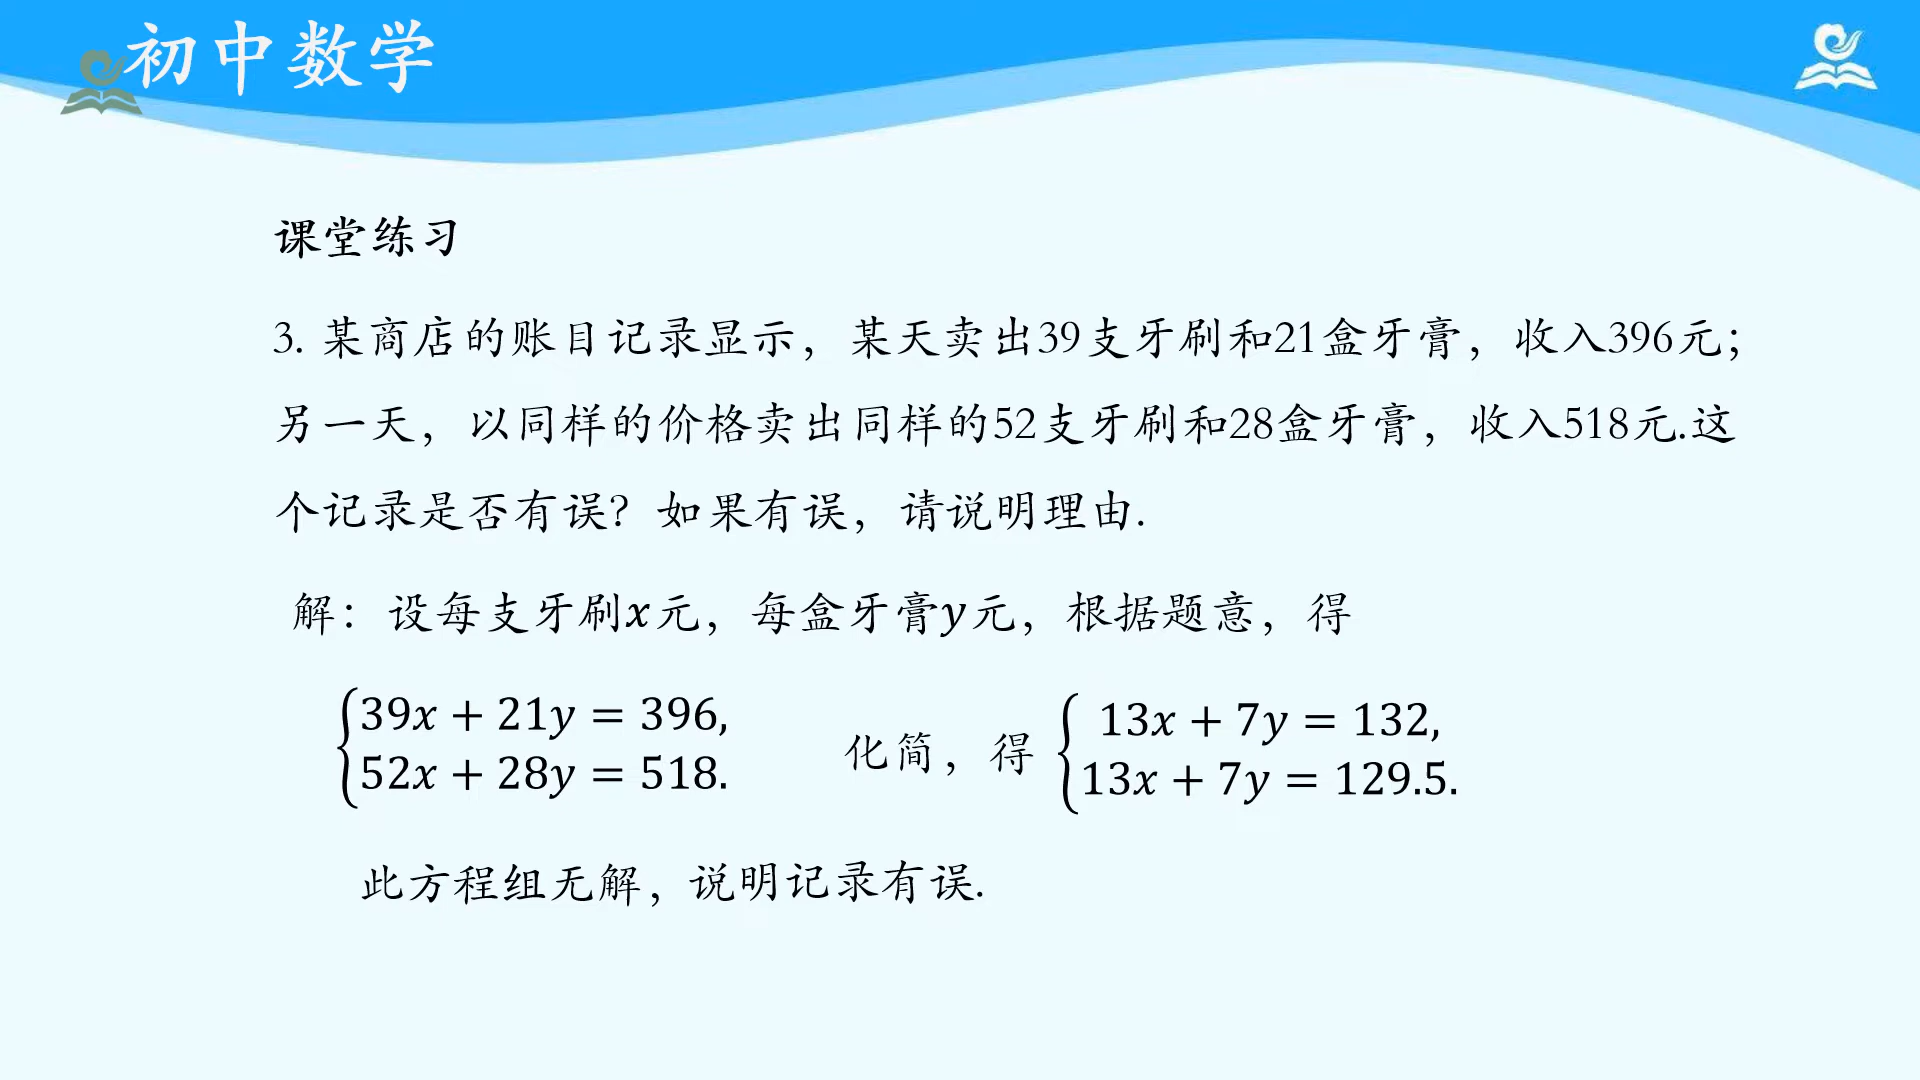 初中数学
课堂练习
3. 某商店的账目记录显示，某天卖出39支牙刷和21盒牙膏，收入396元；
另一天，以同样的价格卖出同样的52支牙刷和28盒牙膏，收入518元.这
个记录是否有误？如果有误，请说明理由.
解：设每支牙刷x元，每盒牙膏y元，根据题意，得
39x + 21y = 396,
52x + 28y = 518.
化简，得
13x + 7y = 132,
13x + 7y = 129.5.
此方程组无解，说明记录有误.